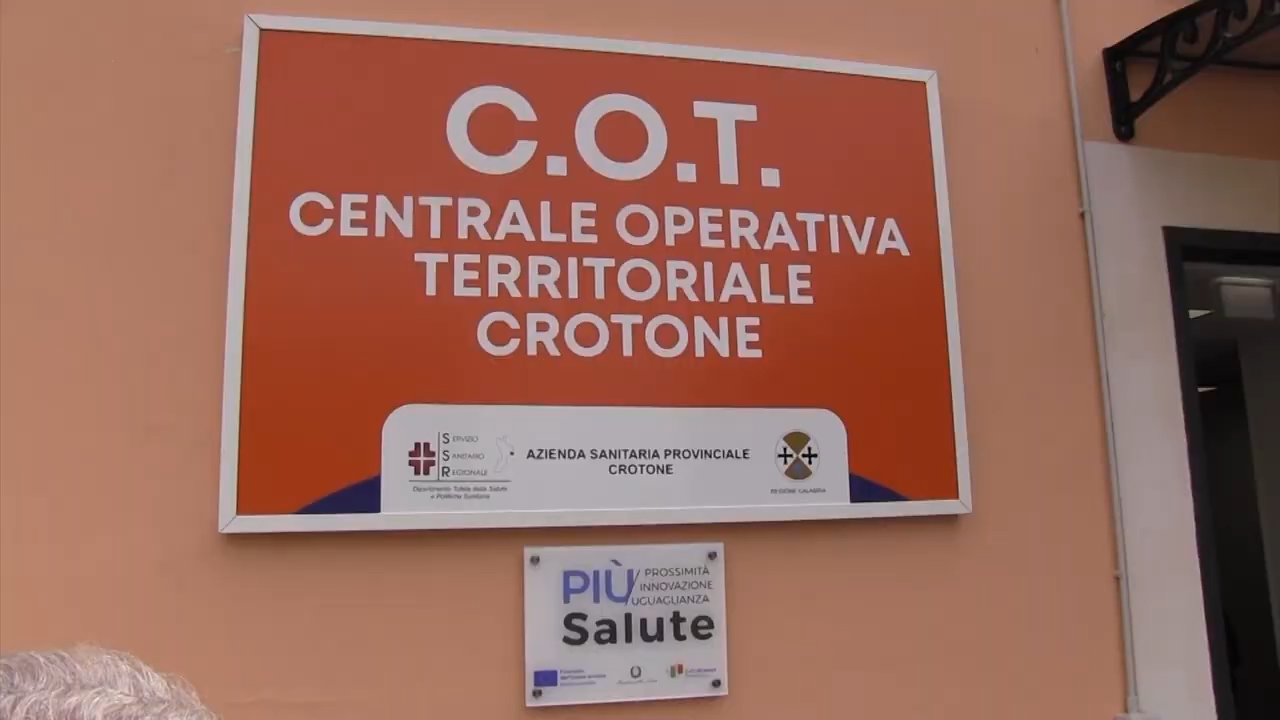 C.O.T.
CENTRALE OPERATIVA
TERRITORIALE
CROTONE
SERVIZIO
SANITARIO
REGIONALE
Dipartimento Tutela della Salute
e Politiche Sanitarie
AZIENDA SANITARIA PROVINCIALE
CROTONE
REGIONE CALABRIA
PIÙ
PROSSIMITÀ
INNOVAZIONE
UGUAGLIANZA
Salute